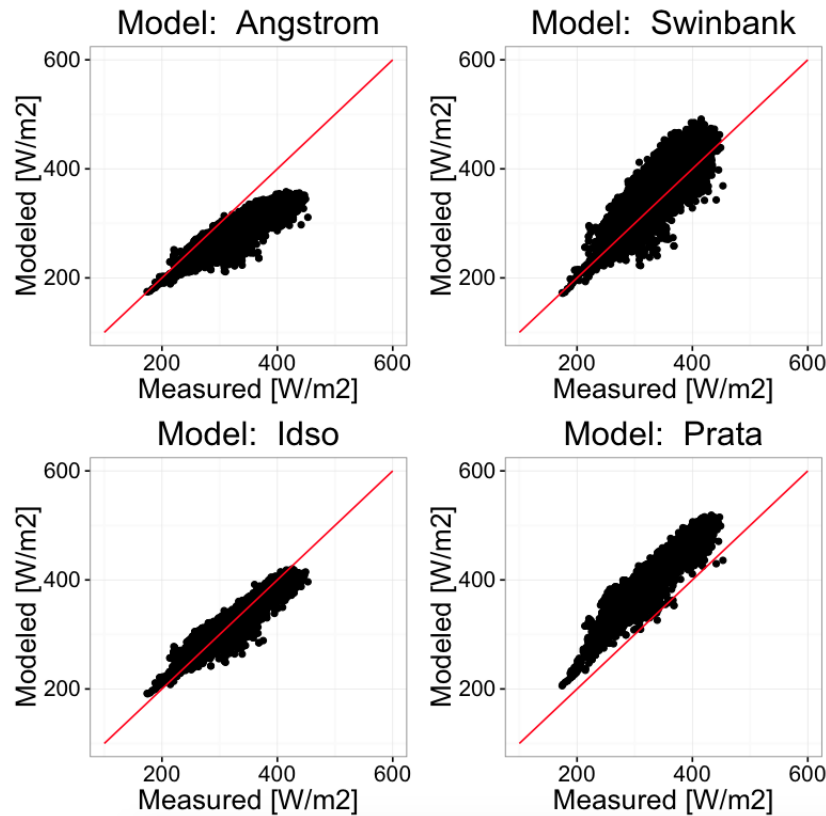 Model:  Angstrom
600
400
200
Modeled [W/m2]
200 400 600
Measured [W/m2]
Model:  Swinbank
600
400
200
Modeled [W/m2]
200 400 600
Measured [W/m2]
Model:  Idso
600
400
200
Modeled [W/m2]
200 400 600
Measured [W/m2]
Model:  Prata
600
400
200
Modeled [W/m2]
200 400 600
Measured [W/m2]